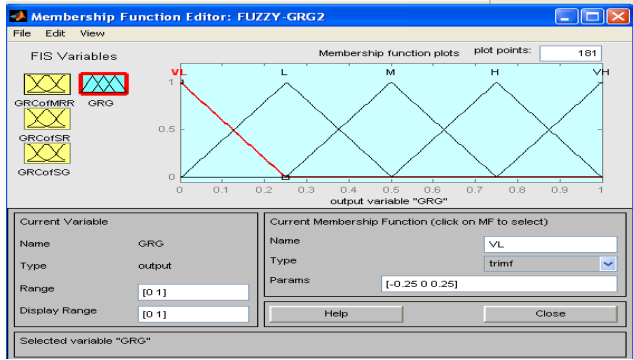 Membership Function Editor: FUZZY-GRG2
File Edit View
FIS Variables
Membership function plots plot points: 181
VL L M H VH
GRCofMRR GRG
GRCofSR
GRCofSG
1
0.5
0
0 0.1 0.2 0.3 0.4 0.5 0.6 0.7 0.8 0.9 1
output variable "GRG"
Current Variable
Name GRG
Type output
Range [0 1]
Display Range [0 1]
Current Membership Function (click on MF to select)
Name VL
Type trimf
Params [-0.25 0 0.25]
Help Close
Selected variable "GRG"